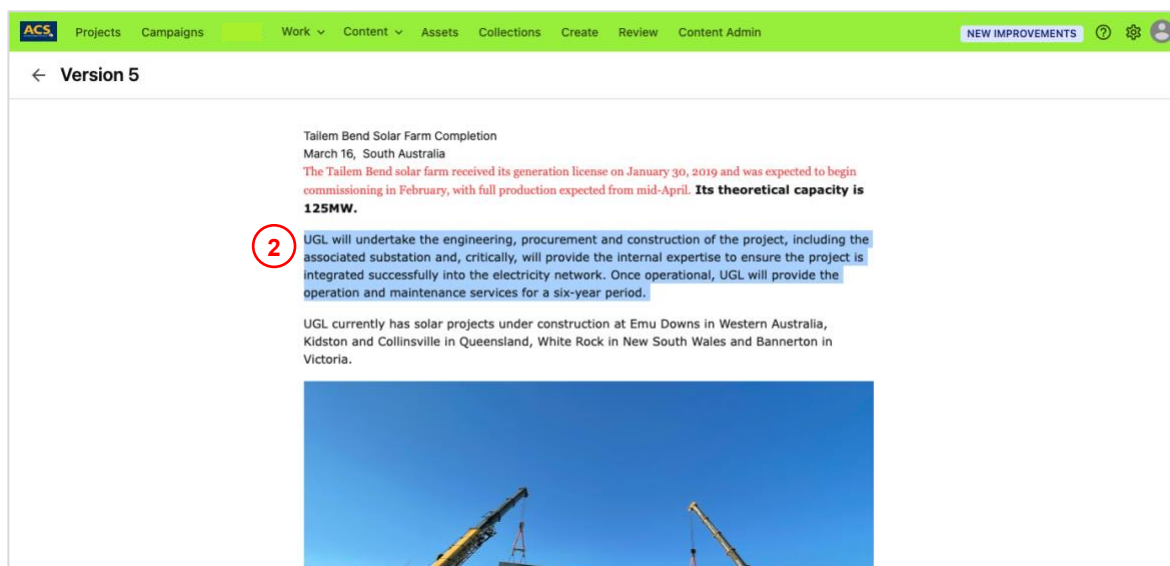 ACS Projects Campaigns Work Content Assets Collections Create Review Content Admin NEW IMPROVEMENTS
← Version 5
Tailem Bend Solar Farm Completion
March 16, South Australia
The Tailem Bend solar farm received its generation license on January 30, 2019 and was expected to begin
commissioning in February, with full production expected from mid-April. Its theoretical capacity is
125MW.
2
UGL will undertake the engineering, procurement and construction of the project, including the
associated substation and, critically, will provide the internal expertise to ensure the project is
integrated successfully into the electricity network. Once operational, UGL will provide the
operation and maintenance services for a six-year period.
UGL currently has solar projects under construction at Emu Downs in Western Australia,
Kidston and Collinsville in Queensland, White Rock in New South Wales and Bannerton in
Victoria.